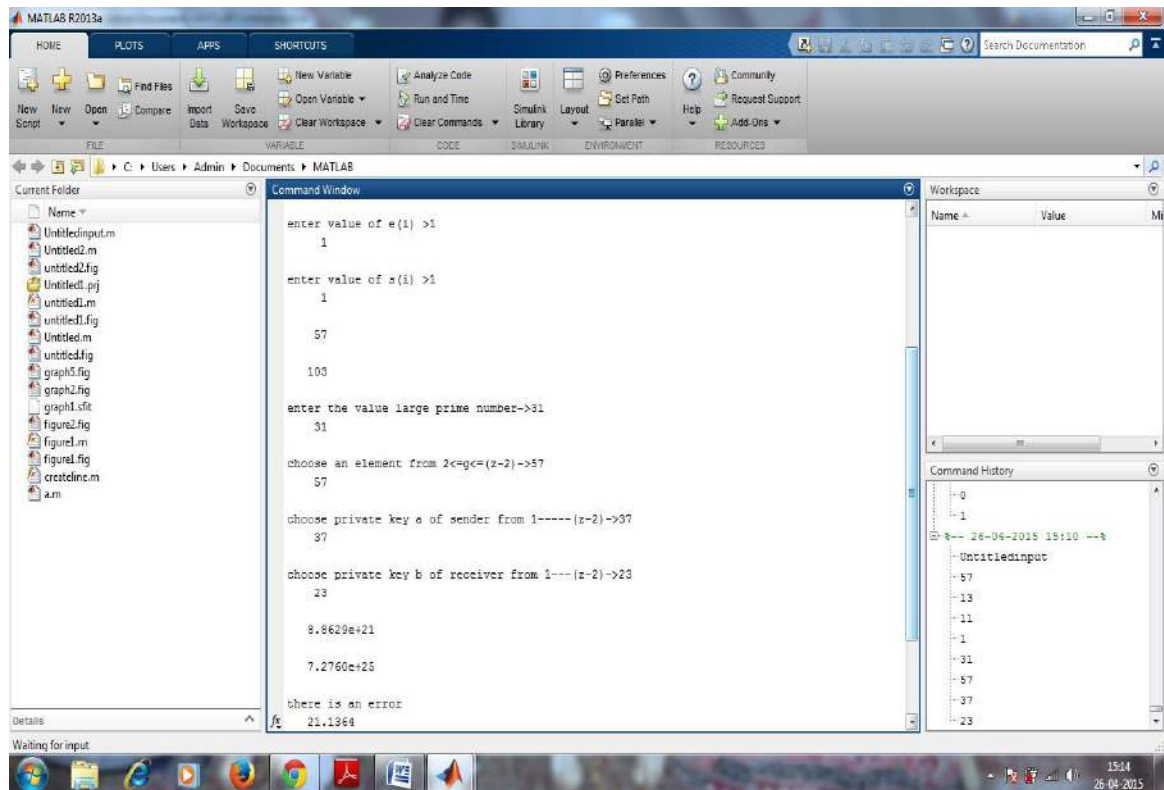 MATLAB R2013a
HOME PLOTS APPS SHORTCUTS
Search Documentation
New Script
New
Open
Find Files
Compare
Import Data
Save Workspace
New Variable
Open Variable
Clear Workspace
Analyze Code
Run and Time
Clear Commands
Simulink Library
Layout
Preferences
Set Path
Parallel
Help
Community
Request Support
Add-Ons
FILE VARIABLE CODE SIMULINK ENVIRONMENT RESOURCES
C: Users Admin Documents MATLAB
Current Folder
Name
Untitledinput.m
Untitled2.m
untitled2.fig
Untitled1.prj
untitled1.m
untitled1.fig
Untitled.m
untitled.fig
graph5.fig
graph2.fig
graph1.sfit
figure2.fig
figure1.m
figure1.fig
createline.m
a.m
Details
Command Window
enter value of e(i) >1
1
enter value of s(i) >1
1
57
103
enter the value large prime number->31
31
choose an element from 2<=g<=(z-2)->57
57
choose private key a of sender from 1-----(z-2)->37
37
choose private key b of receiver from 1---(z-2)->23
23
8.8629e+21
7.2760e+25
there is an error
fx 21.1364
Workspace
Name Value Mi
Command History
0
1
%-- 26-04-2015 15:10 --%
Untitledinput
57
13
11
1
31
57
37
23
Waiting for input
15:14
26-04-2015